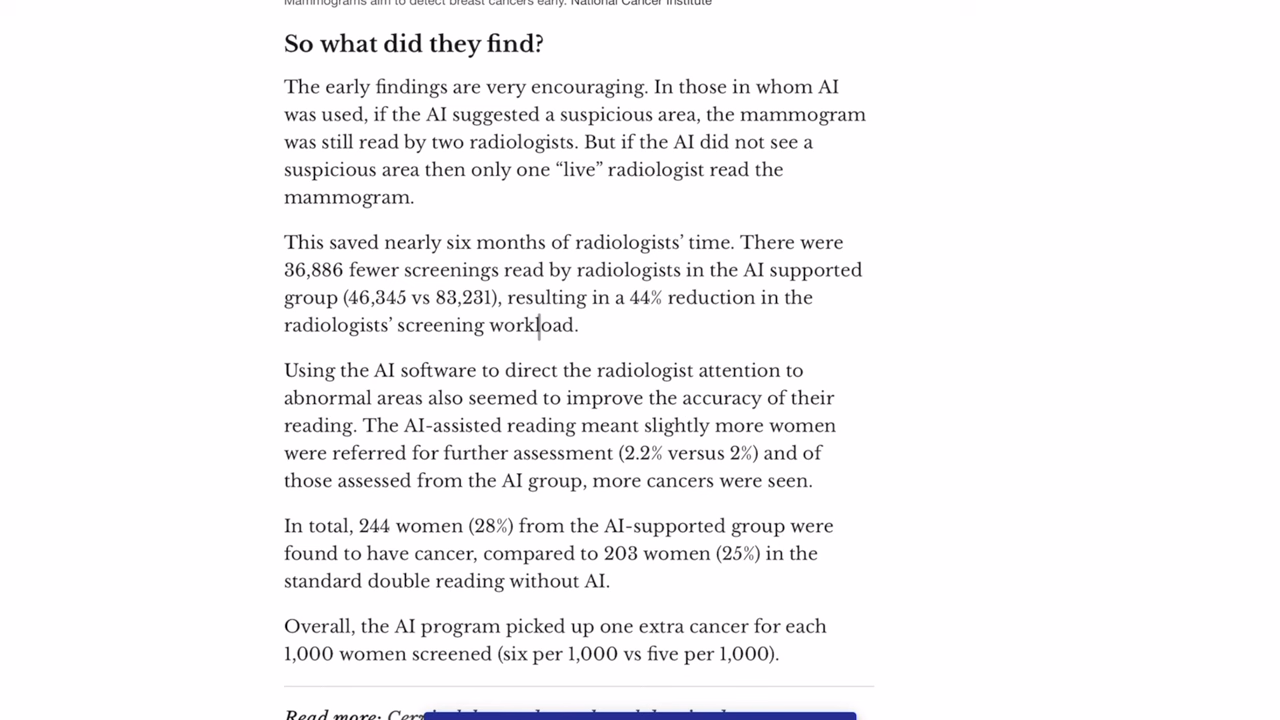 Mammograms aim to detect breast cancers early. National Cancer Institute
So what did they find?
The early findings are very encouraging. In those in whom AI
was used, if the AI suggested a suspicious area, the mammogram
was still read by two radiologists. But if the AI did not see a
suspicious area then only one “live” radiologist read the
mammogram.
This saved nearly six months of radiologists’ time. There were
36,886 fewer screenings read by radiologists in the AI supported
group (46,345 vs 83,231), resulting in a 44% reduction in the
radiologists’ screening workload.
Using the AI software to direct the radiologist attention to
abnormal areas also seemed to improve the accuracy of their
reading. The AI-assisted reading meant slightly more women
were referred for further assessment (2.2% versus 2%) and of
those assessed from the AI group, more cancers were seen.
In total, 244 women (28%) from the AI-supported group were
found to have cancer, compared to 203 women (25%) in the
standard double reading without AI.
Overall, the AI program picked up one extra cancer for each
1,000 women screened (six per 1,000 vs five per 1,000).
Read more: